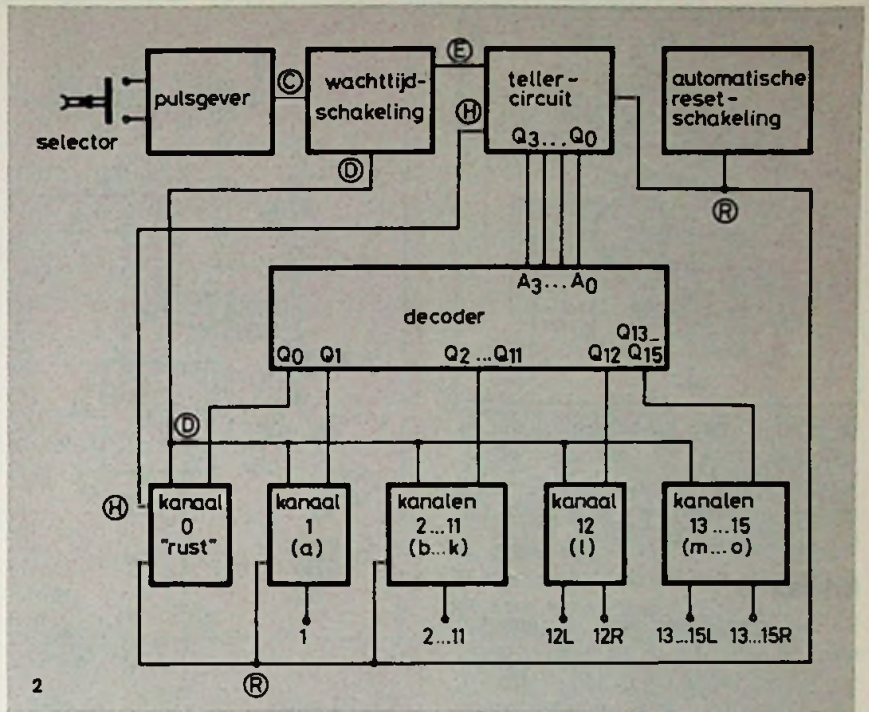 selector
pulsgever
C
wachttijd-
schakeling
E
H
teller-
circuit
Q3...Q0
automatische
reset-
schakeling
D
R
A3...A0
decoder
Q0 Q1 Q2...Q11 Q12 Q13_
Q15
D
H
kanaal
0
"rust"
kanaal
1
(a)
kanalen
2...11
(b...k)
kanaal
12
(l)
kanalen
13...15
(m...o)
1
2...11
12L 12R
13...15L 13...15R
R
2